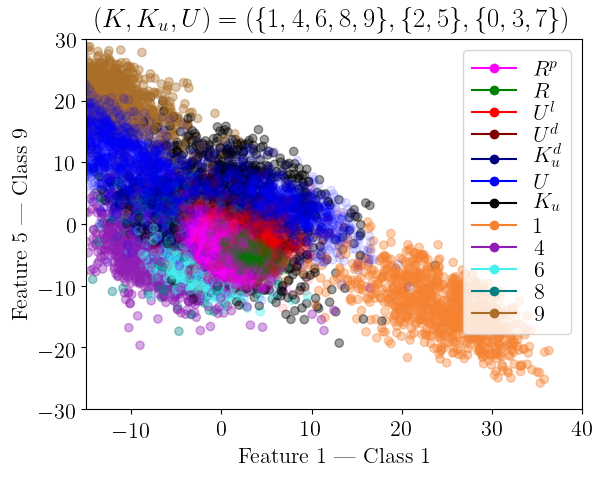 (K, K_u, U) = ({1, 4, 6, 8, 9}, {2, 5}, {0, 3, 7})
30
20
10
0
−10
−20
−30
Feature 5 — Class 9
R^p
R
U^l
U^d
K_u^d
U
K_u
1
4
6
8
9
−10
0
10
20
30
40
Feature 1 — Class 1